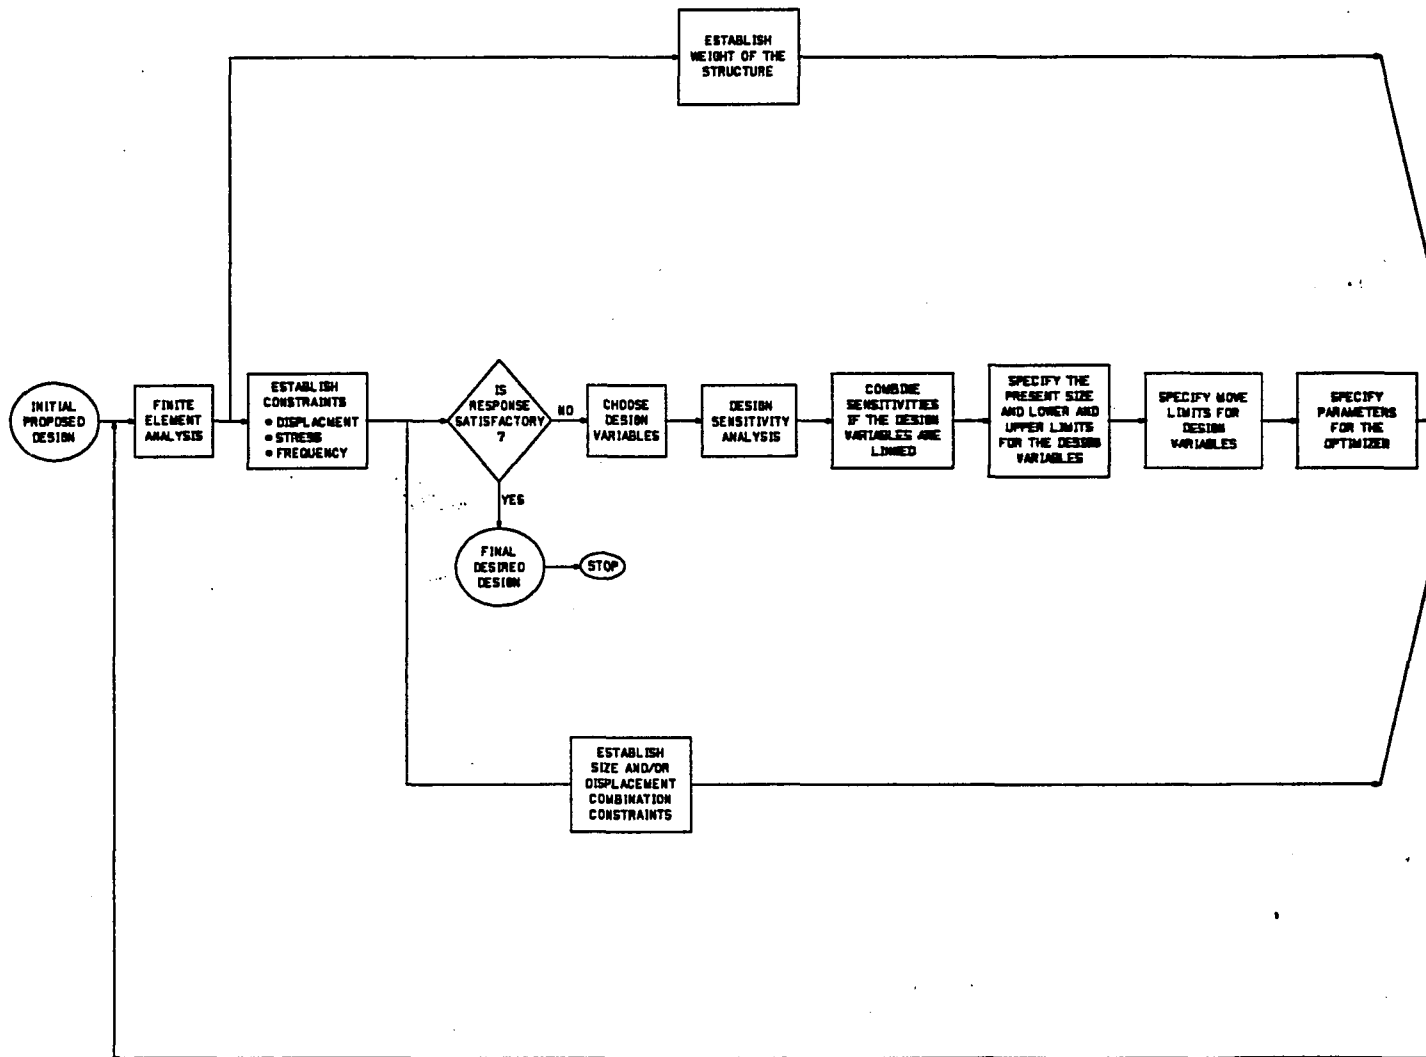 ESTABLISH
WEIGHT OF THE
STRUCTURE
INITIAL
PROPOSED
DESIGN
FINITE
ELEMENT
ANALYSIS
ESTABLISH
CONSTRAINTS
● DISPLACMENT
● STRESS
● FREQUENCY
IS
RESPONSE
SATISFACTORY
?
NO
YES
FINAL
DESIRED
DESIGN
STOP
CHOOSE
DESIGN
VARIABLES
DESIGN
SENSITIVITY
ANALYSIS
COMBINE
SENSITIVITIES
IF THE DESIGN
VARIABLES ARE
LINKED
SPECIFY THE
PRESENT SIZE
AND LOWER AND
UPPER LIMITS
FOR THE DESIGN
VARIABLES
SPECIFY MOVE
LIMITS FOR
DESIGN
VARIABLES
SPECIFY
PARAMETERS
FOR THE
OPTIMIZER
ESTABLISH
SIZE AND/OR
DISPLACEMENT
COMBINATION
CONSTRAINTS